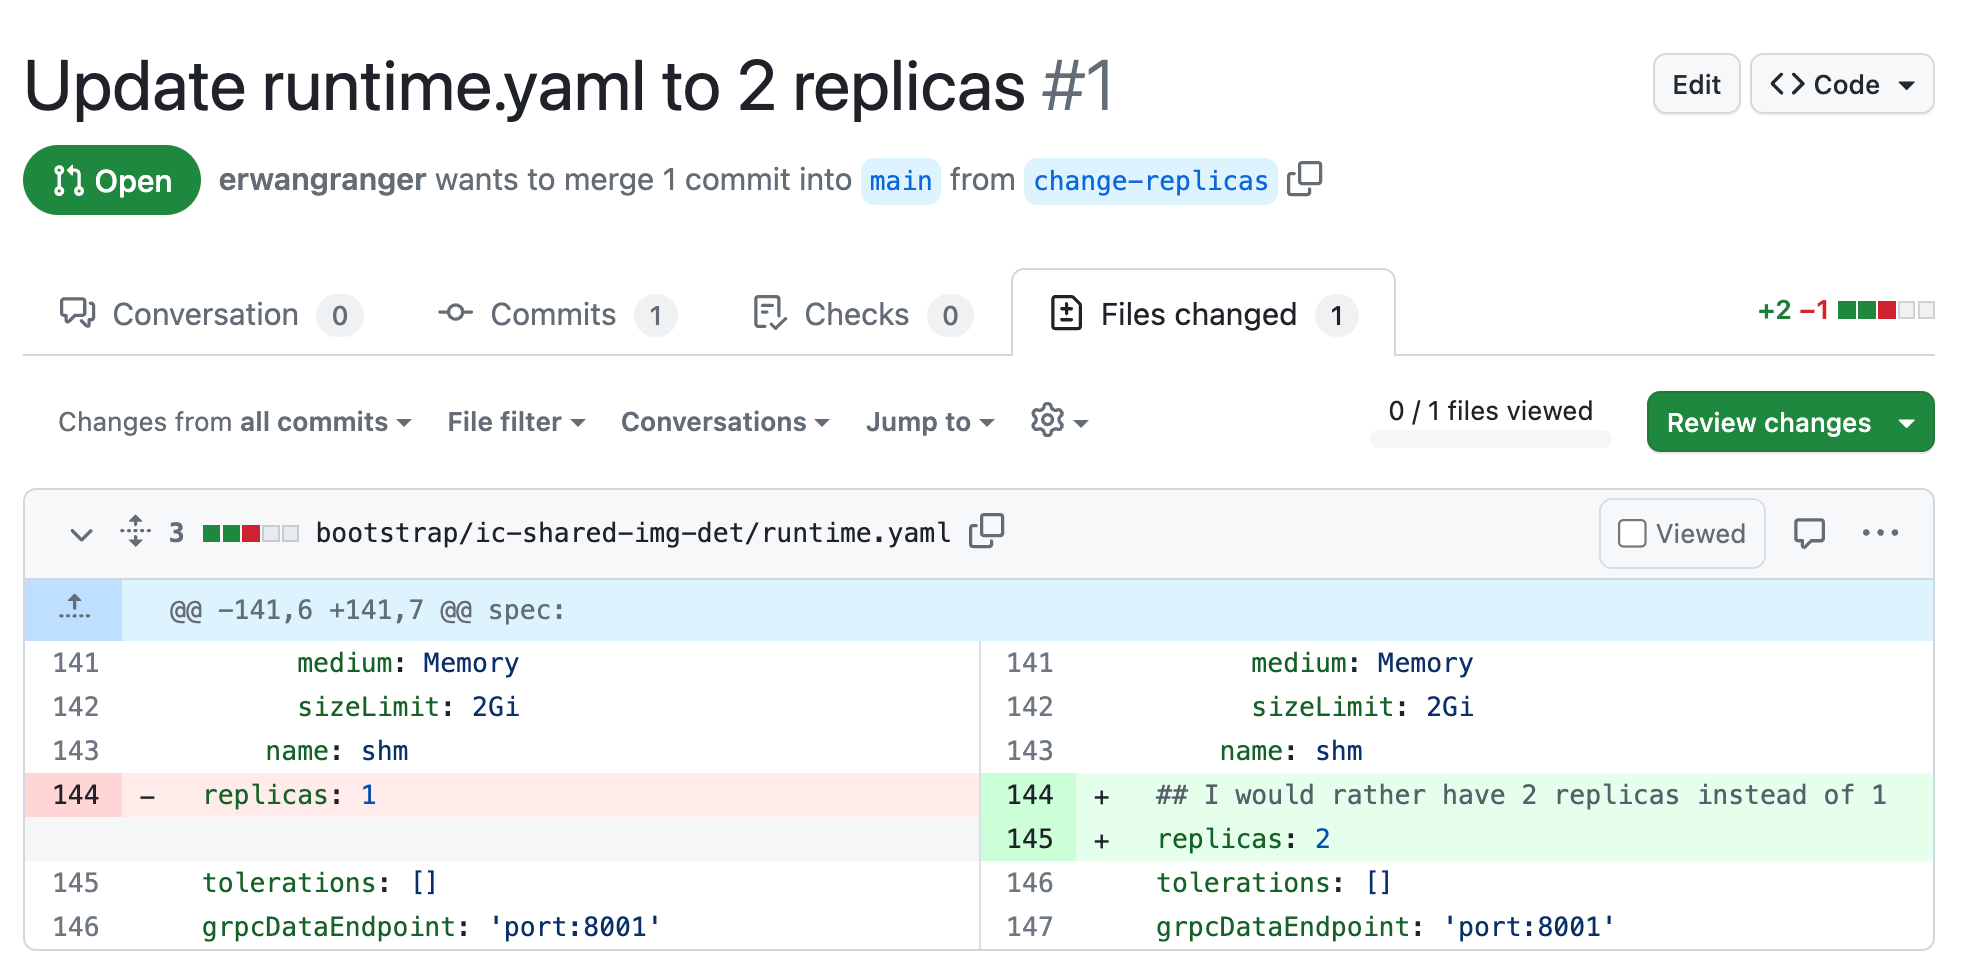 Update runtime.yaml to 2 replicas #1
Edit
Code
Open
erwangranger wants to merge 1 commit into main from change-replicas
Conversation 0
Commits 1
Checks 0
Files changed 1
+2 −1
Changes from all commits
File filter
Conversations
Jump to
0 / 1 files viewed
Review changes
3 bootstrap/ic-shared-img-det/runtime.yaml
Viewed
@@ -141,6 +141,7 @@ spec:
141 medium: Memory
142 sizeLimit: 2Gi
143 name: shm
144 - replicas: 1
145 tolerations: []
146 grpcDataEndpoint: 'port:8001'
141 medium: Memory
142 sizeLimit: 2Gi
143 name: shm
144 + ## I would rather have 2 replicas instead of 1
145 + replicas: 2
146 tolerations: []
147 grpcDataEndpoint: 'port:8001'